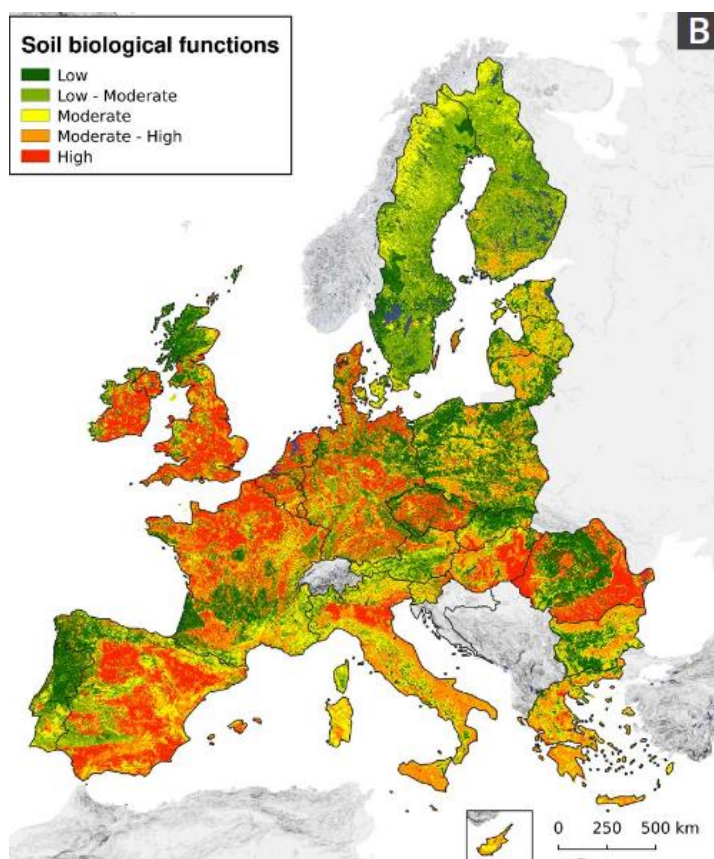 B
Soil biological functions
Low
Low - Moderate
Moderate
Moderate - High
High
0 250 500 km